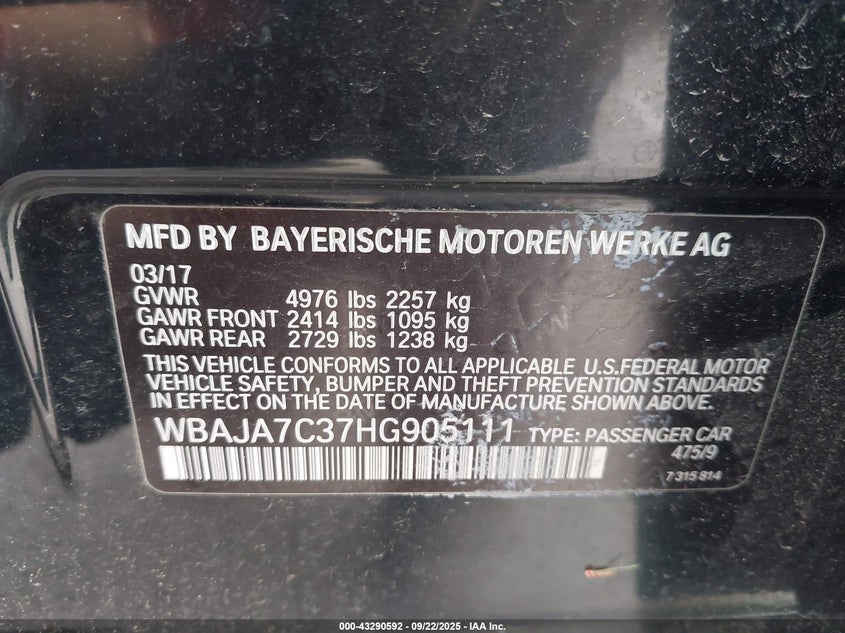 MFD BY BAYERISCHE MOTOREN WERKE AG
03/17
GVWR 4976 lbs 2257 kg
GAWR FRONT 2414 lbs 1095 kg
GAWR REAR 2729 lbs 1238 kg
THIS VEHICLE CONFORMS TO ALL APPLICABLE U.S.FEDERAL MOTOR
VEHICLE SAFETY, BUMPER AND THEFT PREVENTION STANDARDS
IN EFFECT ON THE DATE OF MANUFACTURE SHOWN ABOVE.
WBAJA7C37HG905111 TYPE: PASSENGER CAR
475/9
7 315 814
000-43290592 - 09/22/2025 - IAA Inc.